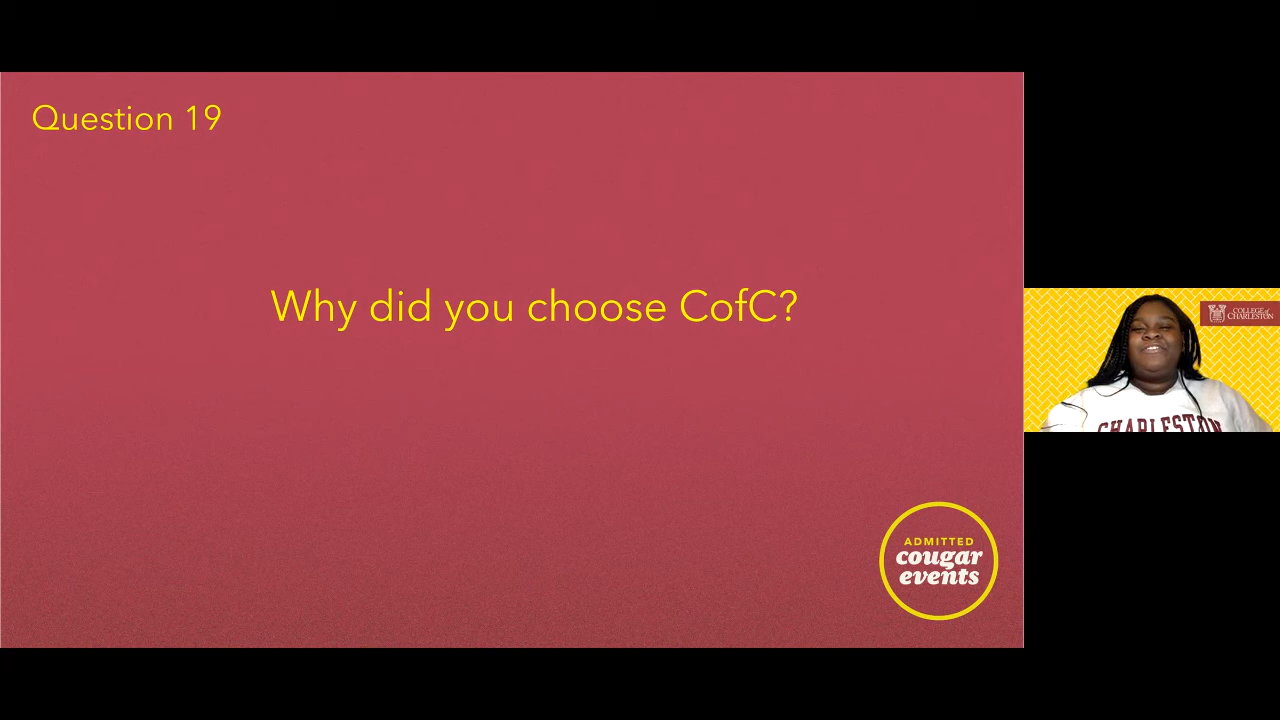 Question 19
Why did you choose CofC?
COLLEGE of
CHARLESTON
CHARLESTON
ADMITTED
cougar
events